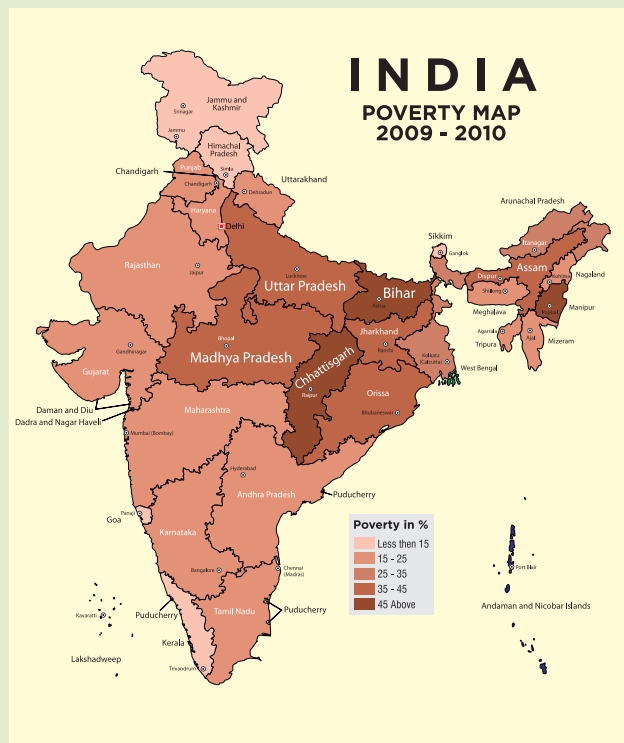 INDIA
POVERTY MAP
2009 - 2010
Jammu and
Kashmir
Srinagar
Jammu
Himachal
Pradesh
Simla
Chandigarh
Punjab
Chandigarh
Uttarakhand
Dehradun
Haryana
Delhi
Arunachal Pradesh
Sikkim
Gangtok
Itanagar
Assam
Dispur
Kohima
Nagaland
Shillong
Meghalava
Imphal
Manipur
Agartala
Tripura
Ajal
Mizeram
Rajasthan
Jaipur
Lucknow
Uttar Pradesh
Bihar
Patna
Jharkhand
Ranchi
Kolkata
(Calcutta)
West Bengal
Gandhinagar
Gujarat
Bhopal
Madhya Pradesh
Chhattisgarh
Raipur
Orissa
Bhubaneswar
Daman and Diu
Dadra and Nagar Haveli
Maharashtra
Mumbai (Bombay)
Hyderabad
Andhra Pradesh
Puducherry
Panaji
Goa
Karnataka
Bangalore
Chennai
(Madras)
Poverty in %
Less then 15
15 - 25
25 - 35
35 - 45
45 Above
Port Blair
Andaman and Nicobar Islands
Kavaratti
Lakshadweep
Puducherry
Tamil Nadu
Puducherry
Kerala
Trivandrum